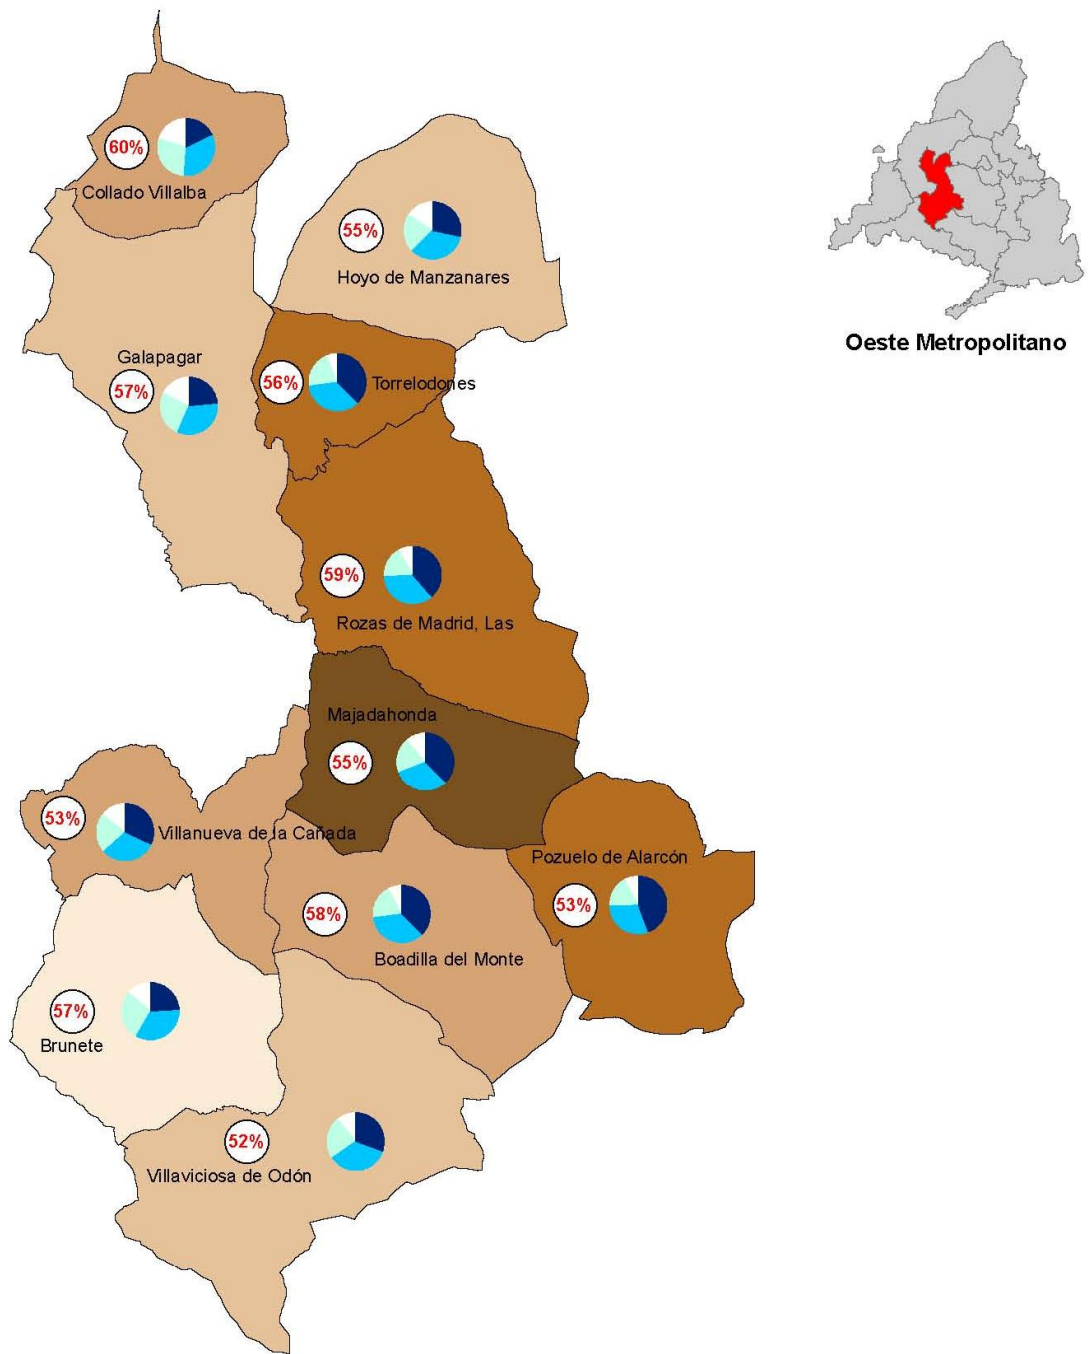 60%
Collado Villalba
55%
Hoyo de Manzanares
Oeste Metropolitano
Galapagar
57%
56%
Torrelodones
59%
Rozas de Madrid, Las
Majadahonda
55%
53%
Villanueva de la Cañada
Pozuelo de Alarcón
53%
58%
Boadilla del Monte
57%
Brunete
52%
Villaviciosa de Odón